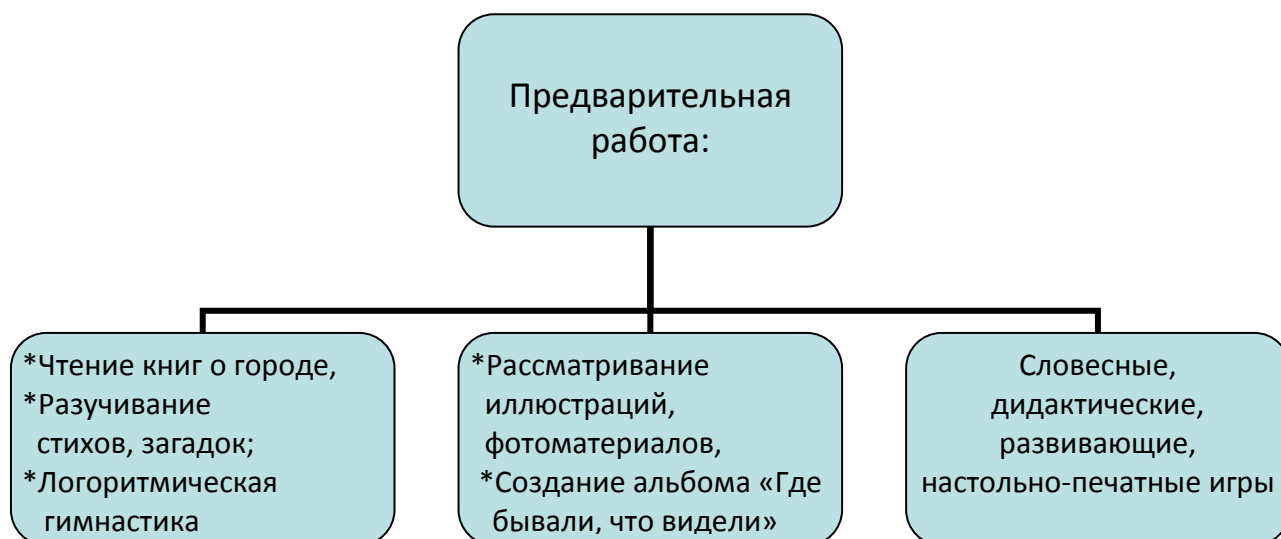 Предварительная
работа:
*Чтение книг о городе,
*Разучивание
стихов, загадок;
*Логоритмическая
гимнастика
*Рассматривание
иллюстраций,
фотоматериалов,
*Создание альбома «Где
бывали, что видели»
Словесные,
дидактические,
развивающие,
настольно-печатные игры